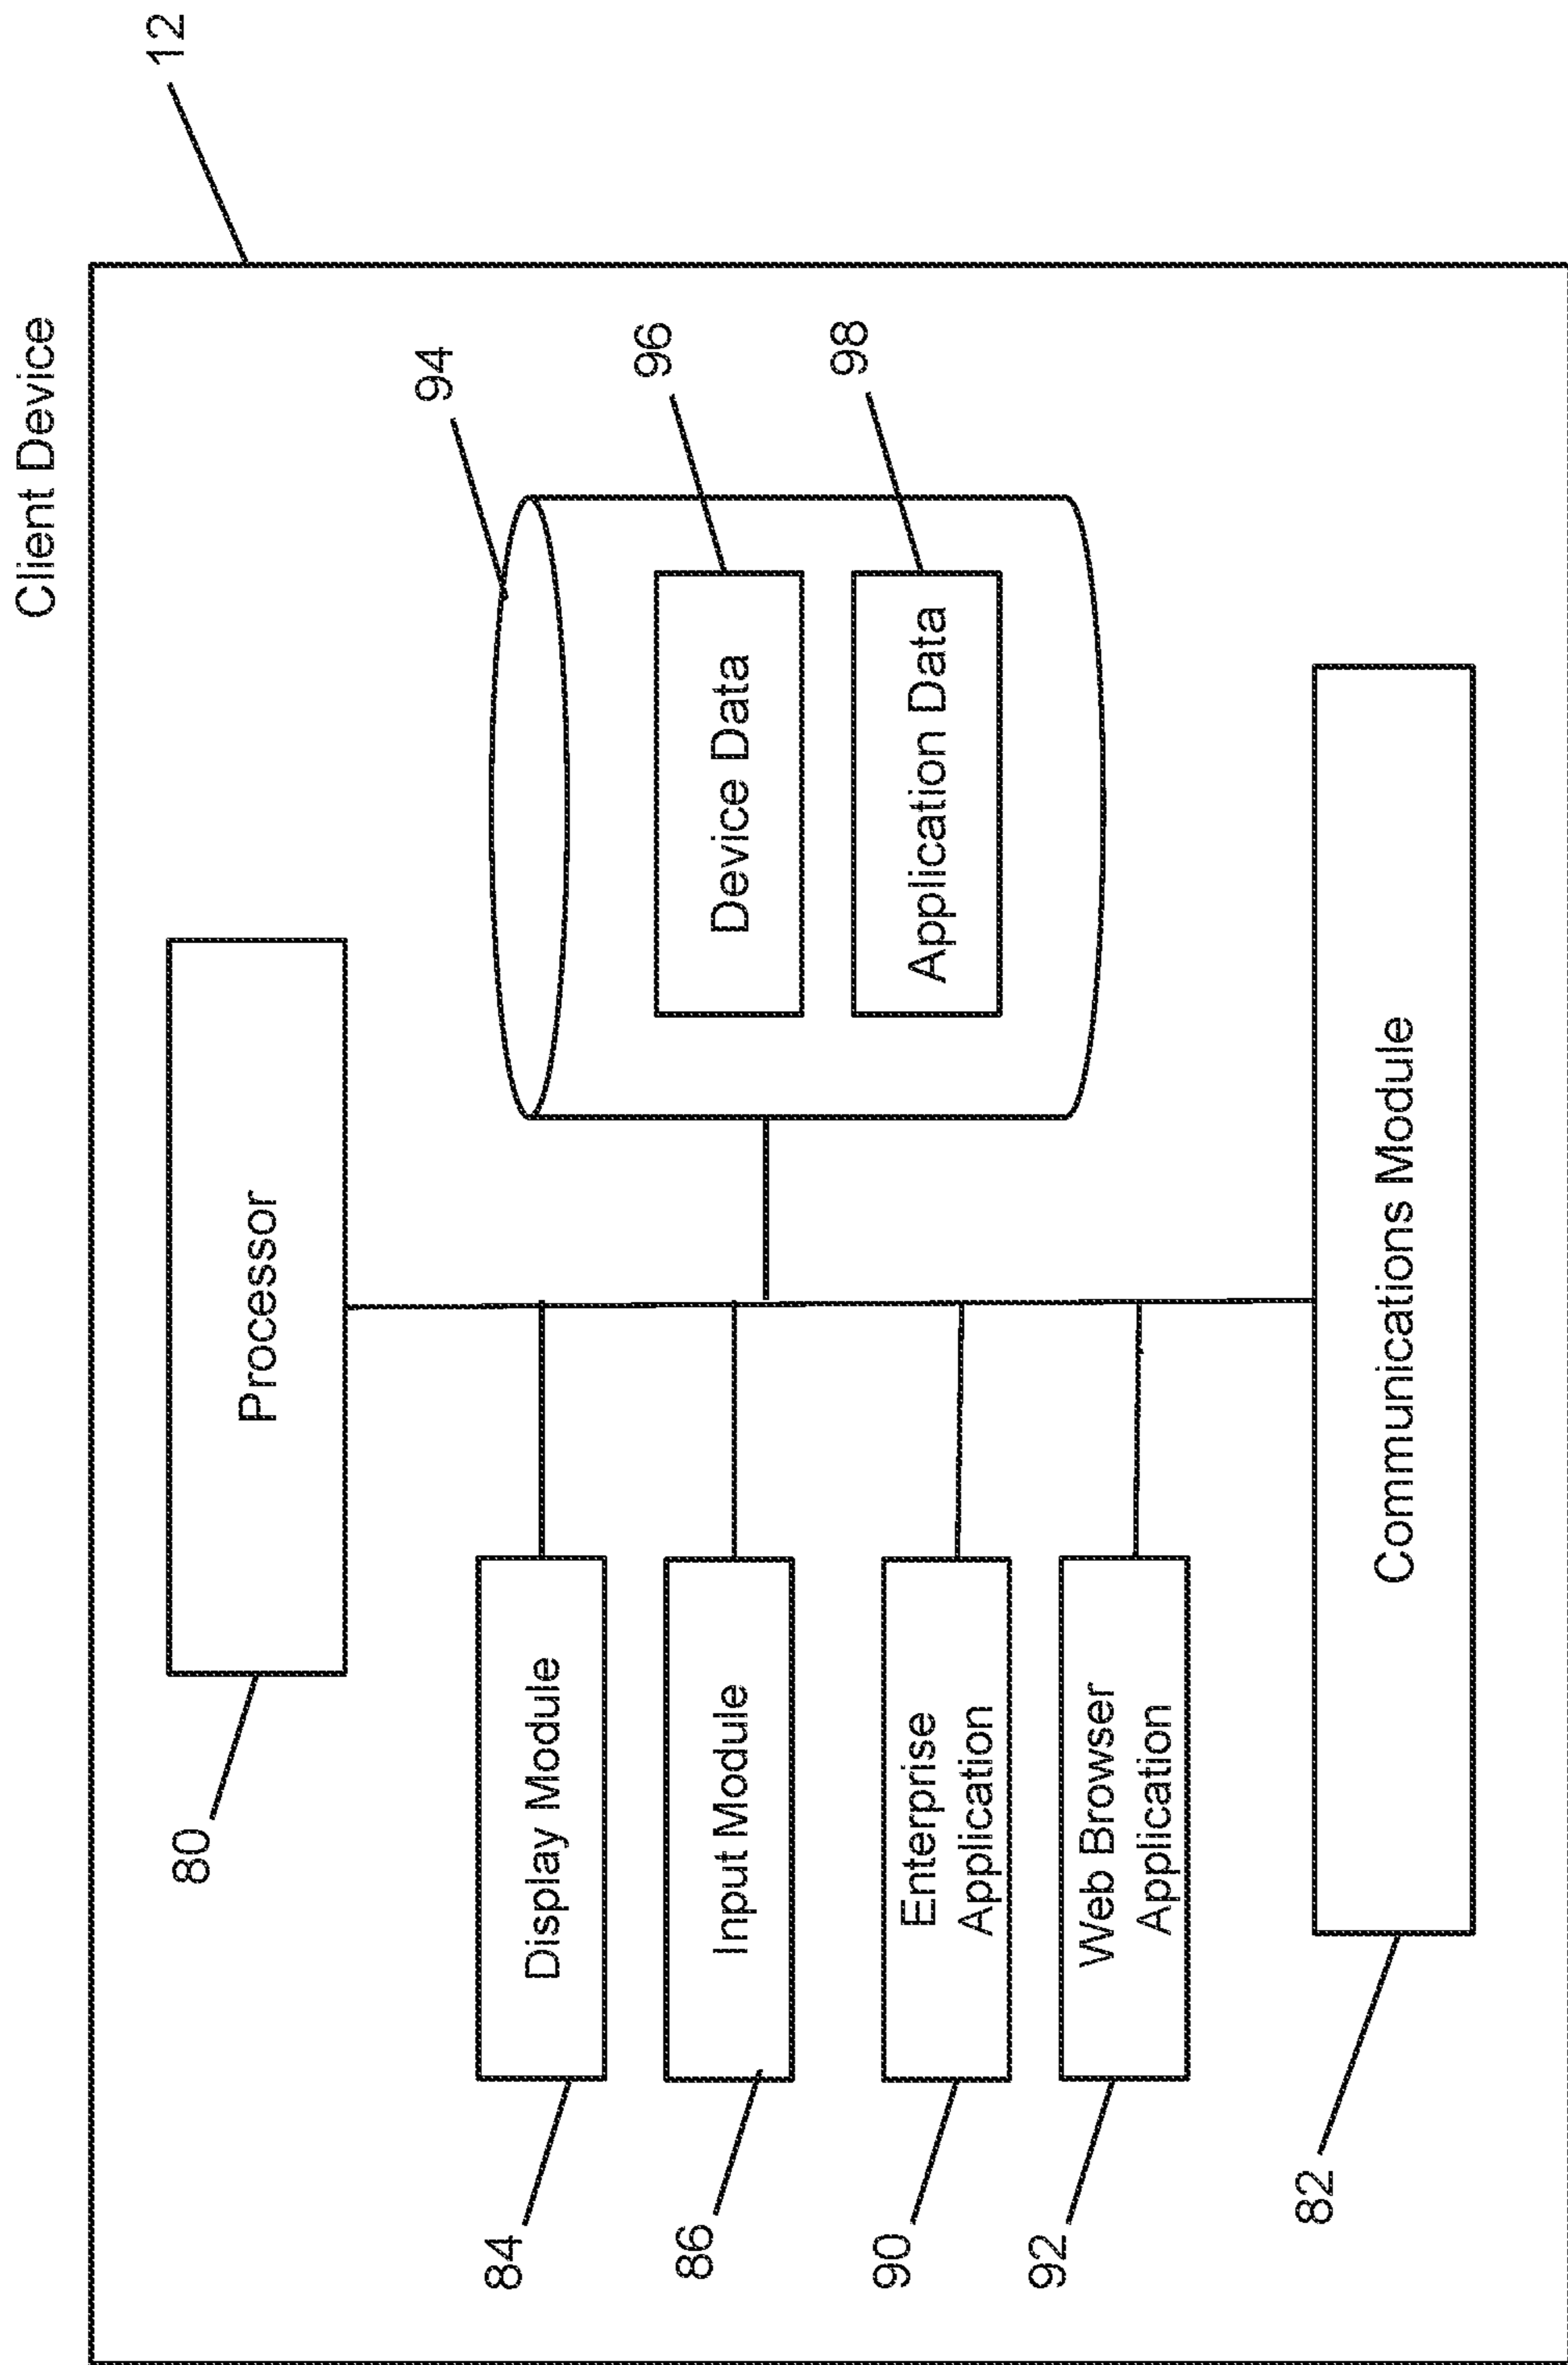 Client Device
12
Processor
80
94
Display Module
84
Input Module
86
Device Data
96
Enterprise
Application
90
Application Data
98
Web Browser
Application
92
Communications Module
82